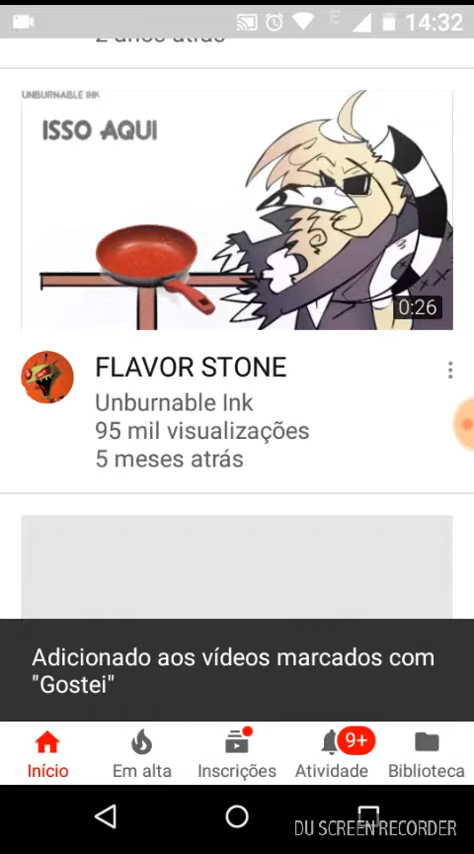 14:32
2 anos atrás
UNBURNABLE INK
ISSO AQUI
0:26
FLAVOR STONE
Unburnable Ink
95 mil visualizações
5 meses atrás
Adicionado aos vídeos marcados com
"Gostei"
9+
Início Em alta Inscrições Atividade Biblioteca
DU SCREEN RECORDER